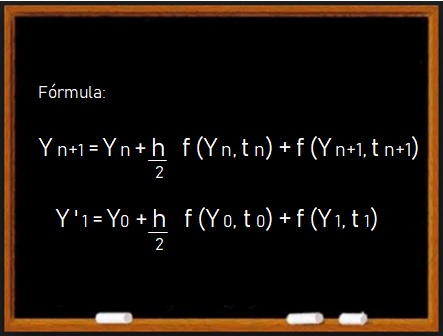 Fórmula:
Y n+1 = Y n + h/2 f (Y n, t n) + f (Y n+1, t n+1)
Y '1 = Y0 + h/2 f (Y 0, t 0) + f (Y 1, t 1)